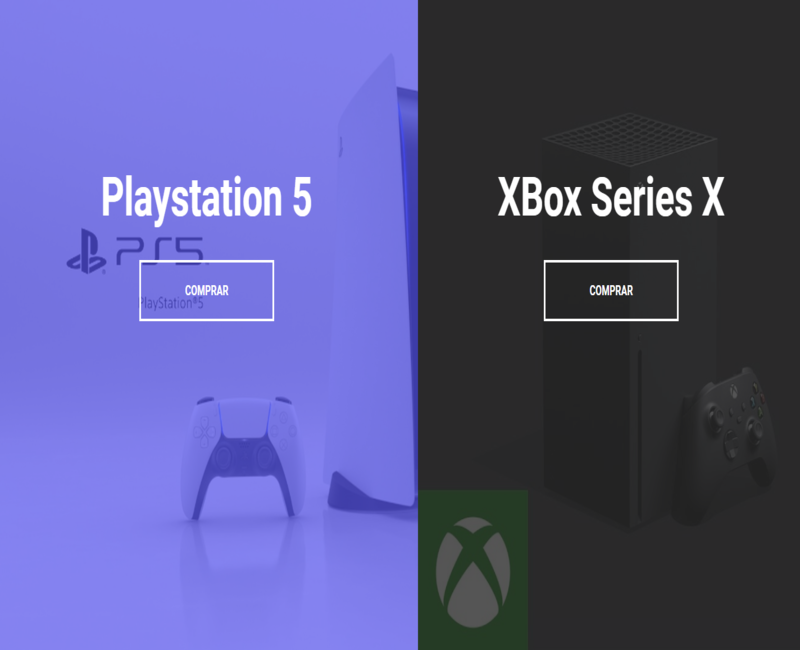 Playstation 5
PS5
PlayStation®5
COMPRAR
XBox Series X
COMPRAR